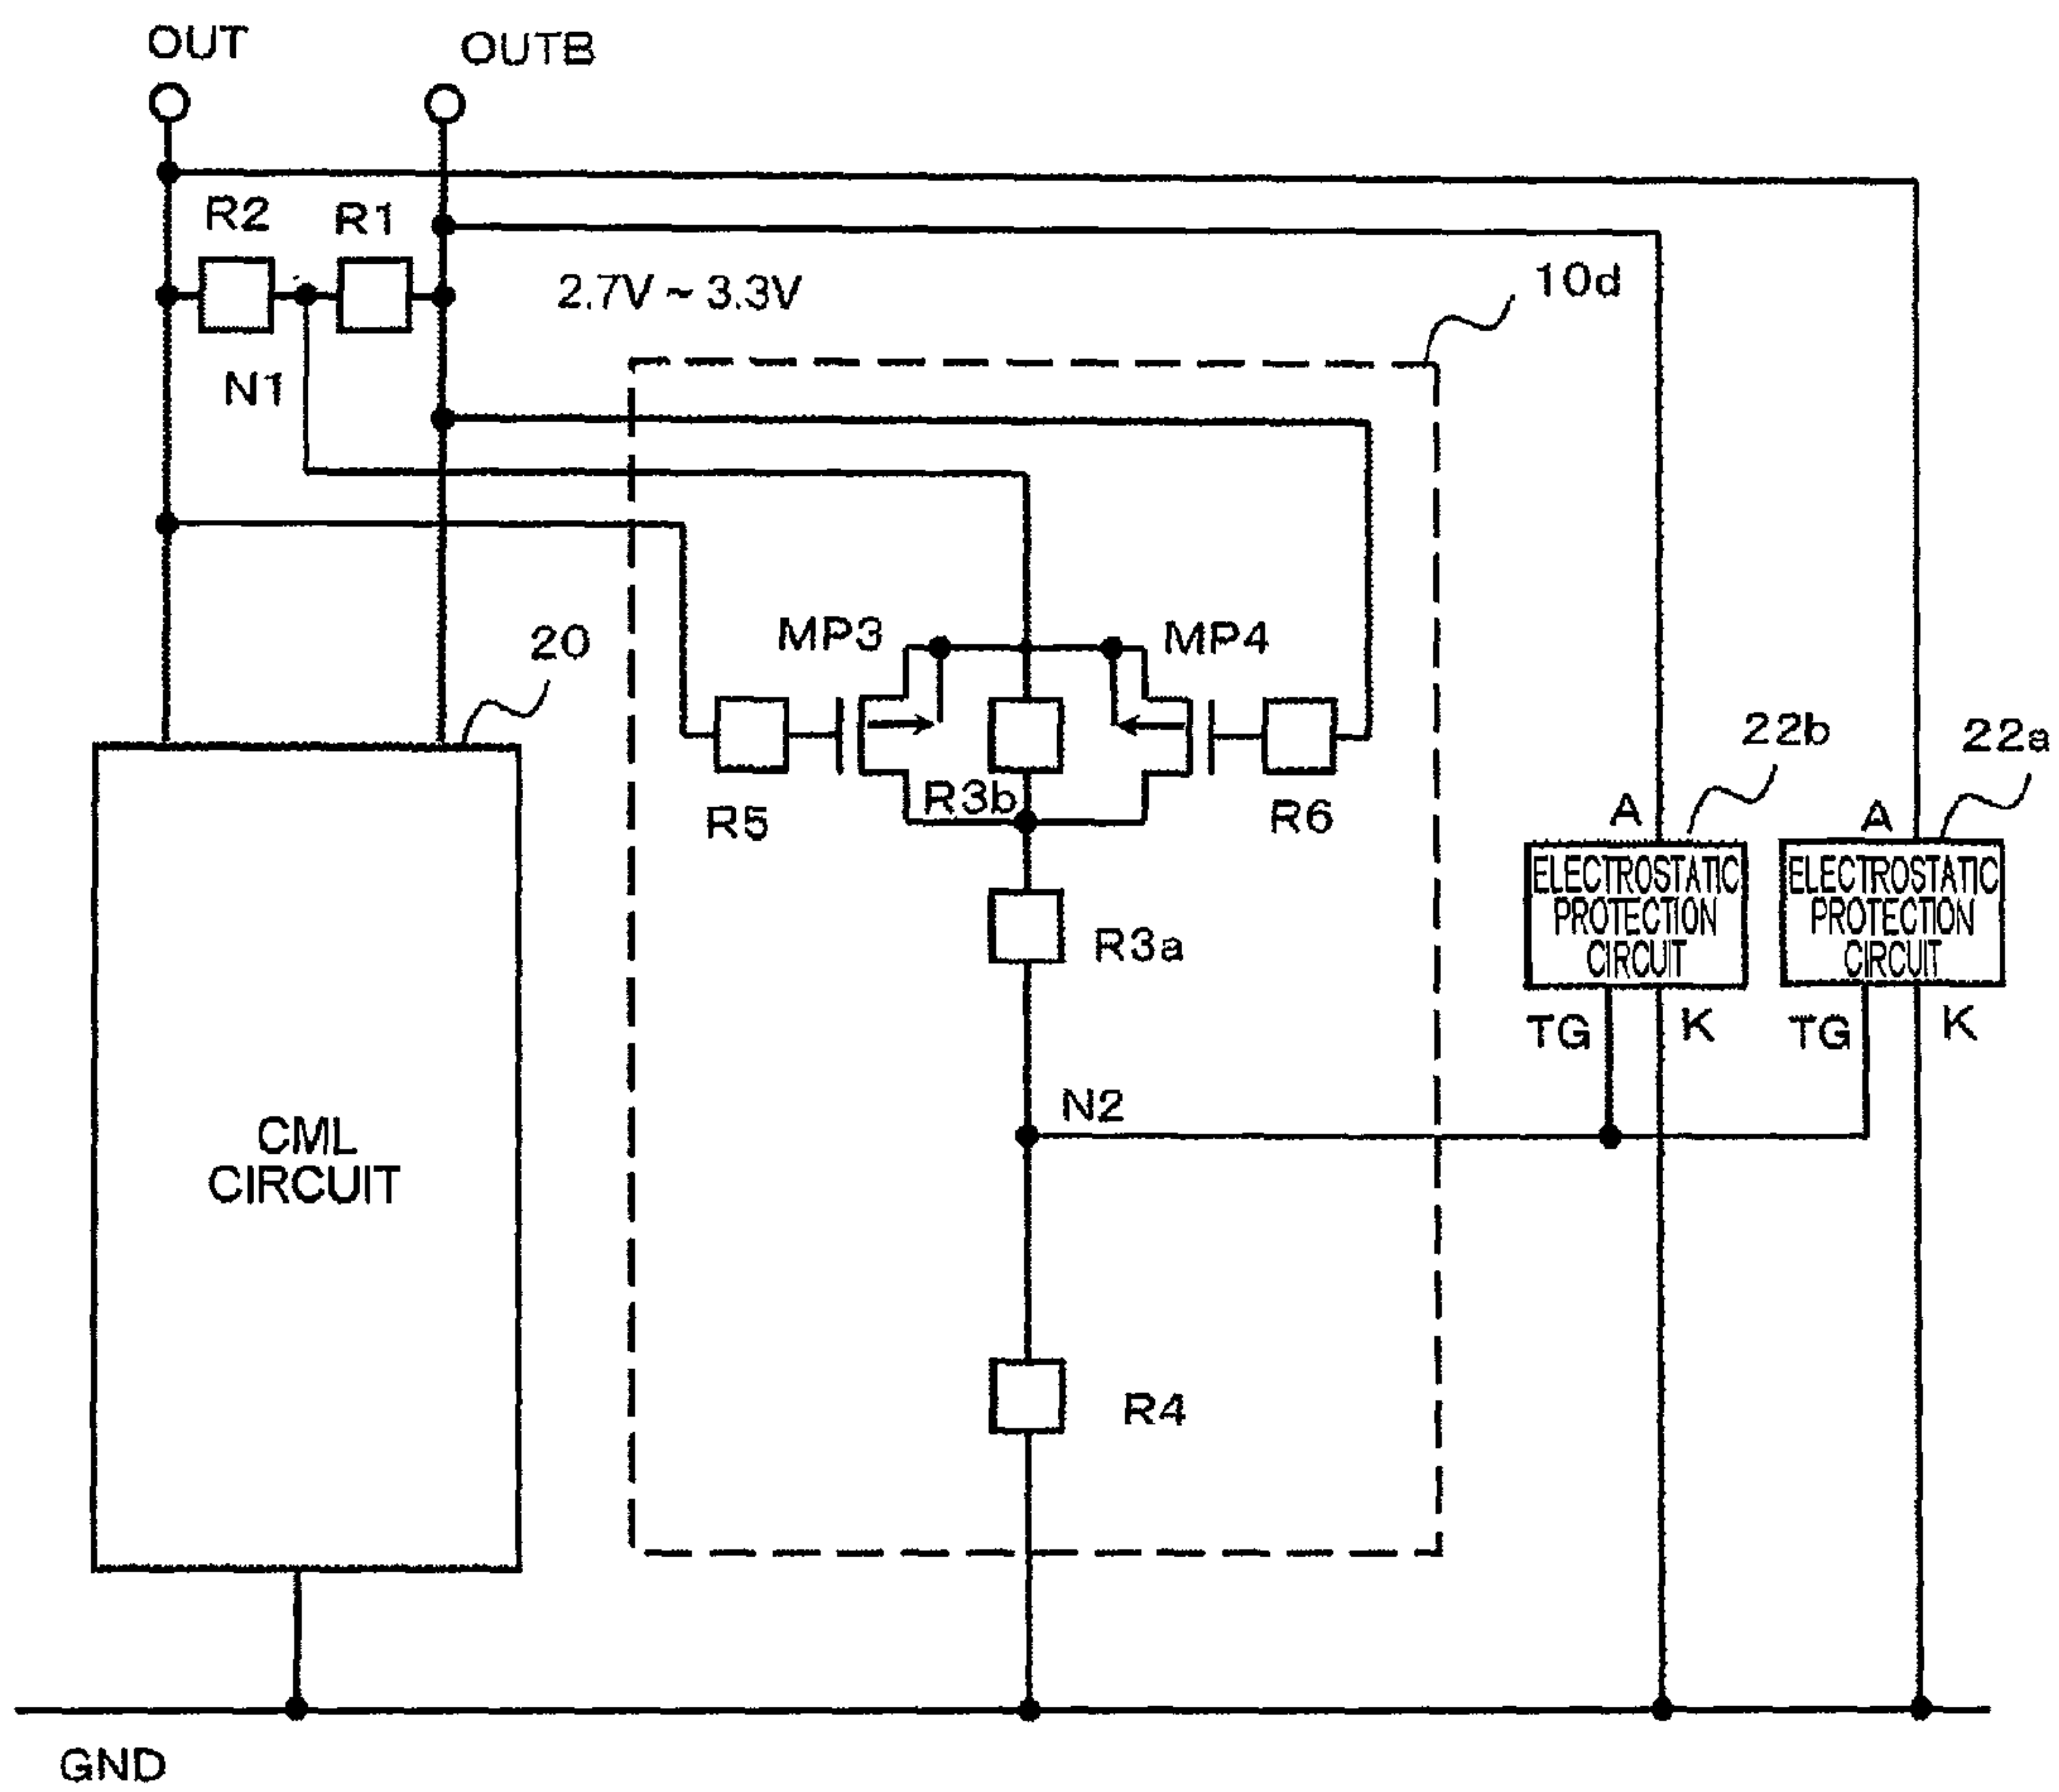 OUT
OUTB
R2
R1
2.7V ~ 3.3V
10d
N1
20
MP3
MP4
22b
22a
R5
R3b
R6
A
A
ELECTROSTATIC
PROTECTION
CIRCUIT
ELECTROSTATIC
PROTECTION
CIRCUIT
R3a
TG
K
TG
K
N2
CML
CIRCUIT
R4
GND